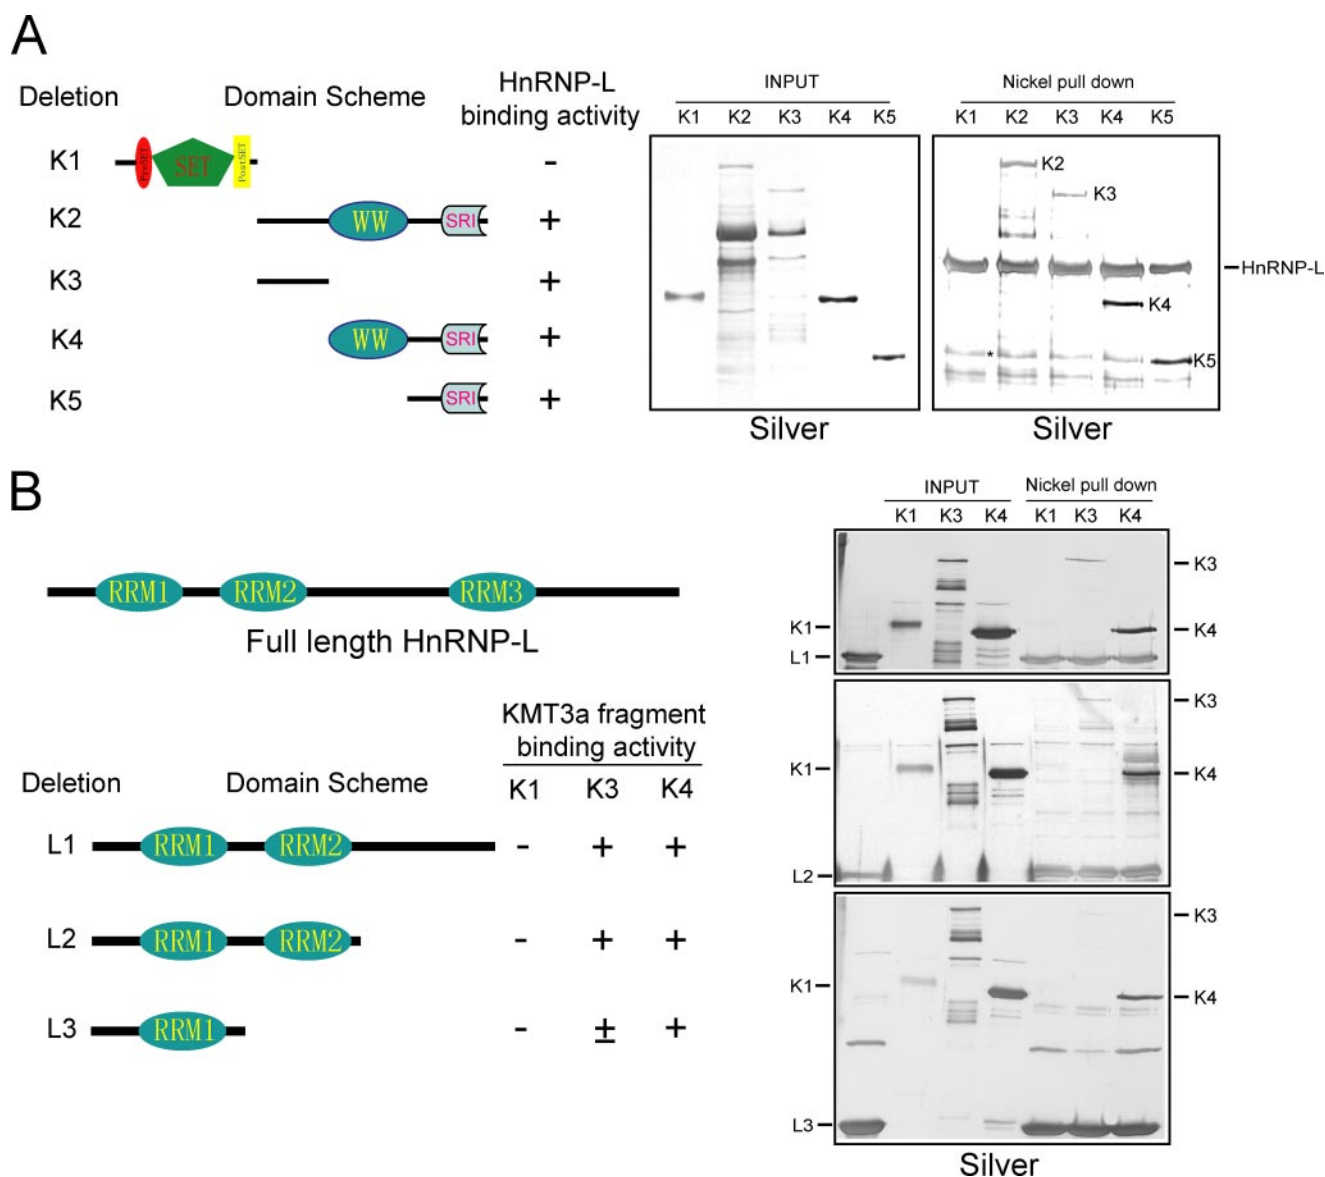 A
Deletion Domain Scheme HnRNP-L binding activity
K1 PreSET SET PostSET -
K2 WW SRI +
K3 +
K4 WW SRI +
K5 SRI +
INPUT Nickel pull down
K1 K2 K3 K4 K5 K1 K2 K3 K4 K5
K2
K3
HnRNP-L
K4
*
K5
Silver Silver
B
RRM1 RRM2 RRM3
Full length HnRNP-L
KMT3a fragment
binding activity
Deletion Domain Scheme K1 K3 K4
L1 RRM1 RRM2 - + +
L2 RRM1 RRM2 - + +
L3 RRM1 - ± +
INPUT Nickel pull down
K1 K3 K4 K1 K3 K4
K3
K1 K4
L1
K3
K1 K4
L2
K3
K1 K4
L3
Silver